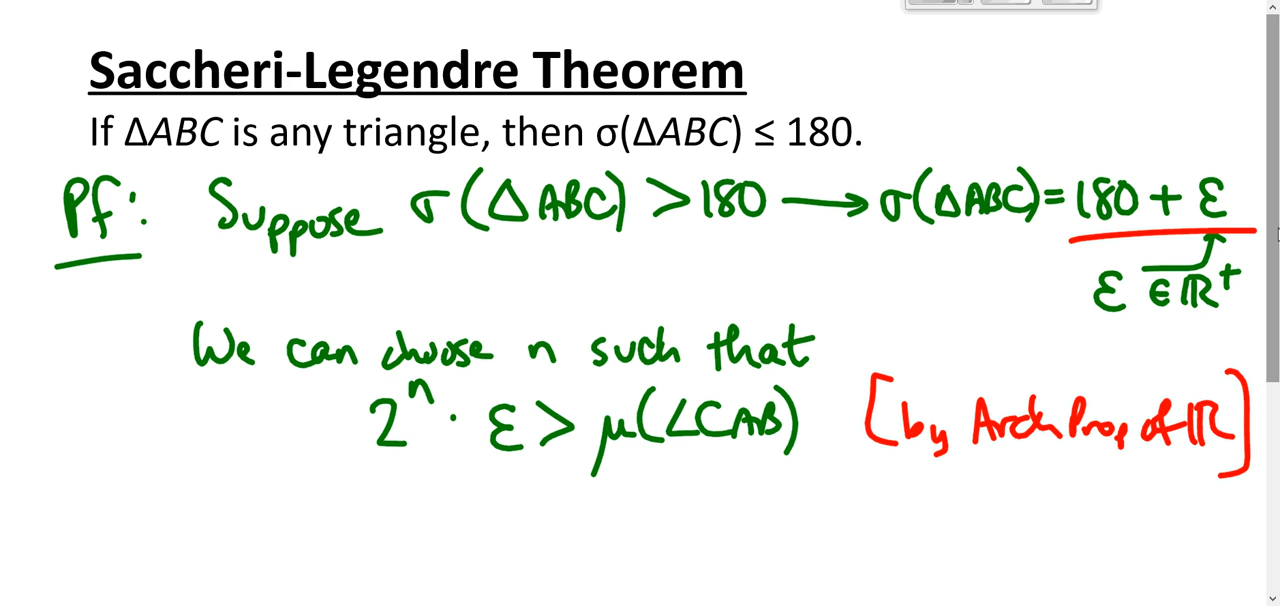 Saccheri-Legendre Theorem
If ΔABC is any triangle, then σ(ΔABC) ≤ 180.
Pf: Suppose σ(ΔABC) > 180 → σ(ΔABC) = 180 + ε
ε ∈ ℝ⁺
We can choose n such that
2ⁿ · ε > μ(∠CAB) [by Arch Prop of ℝ]